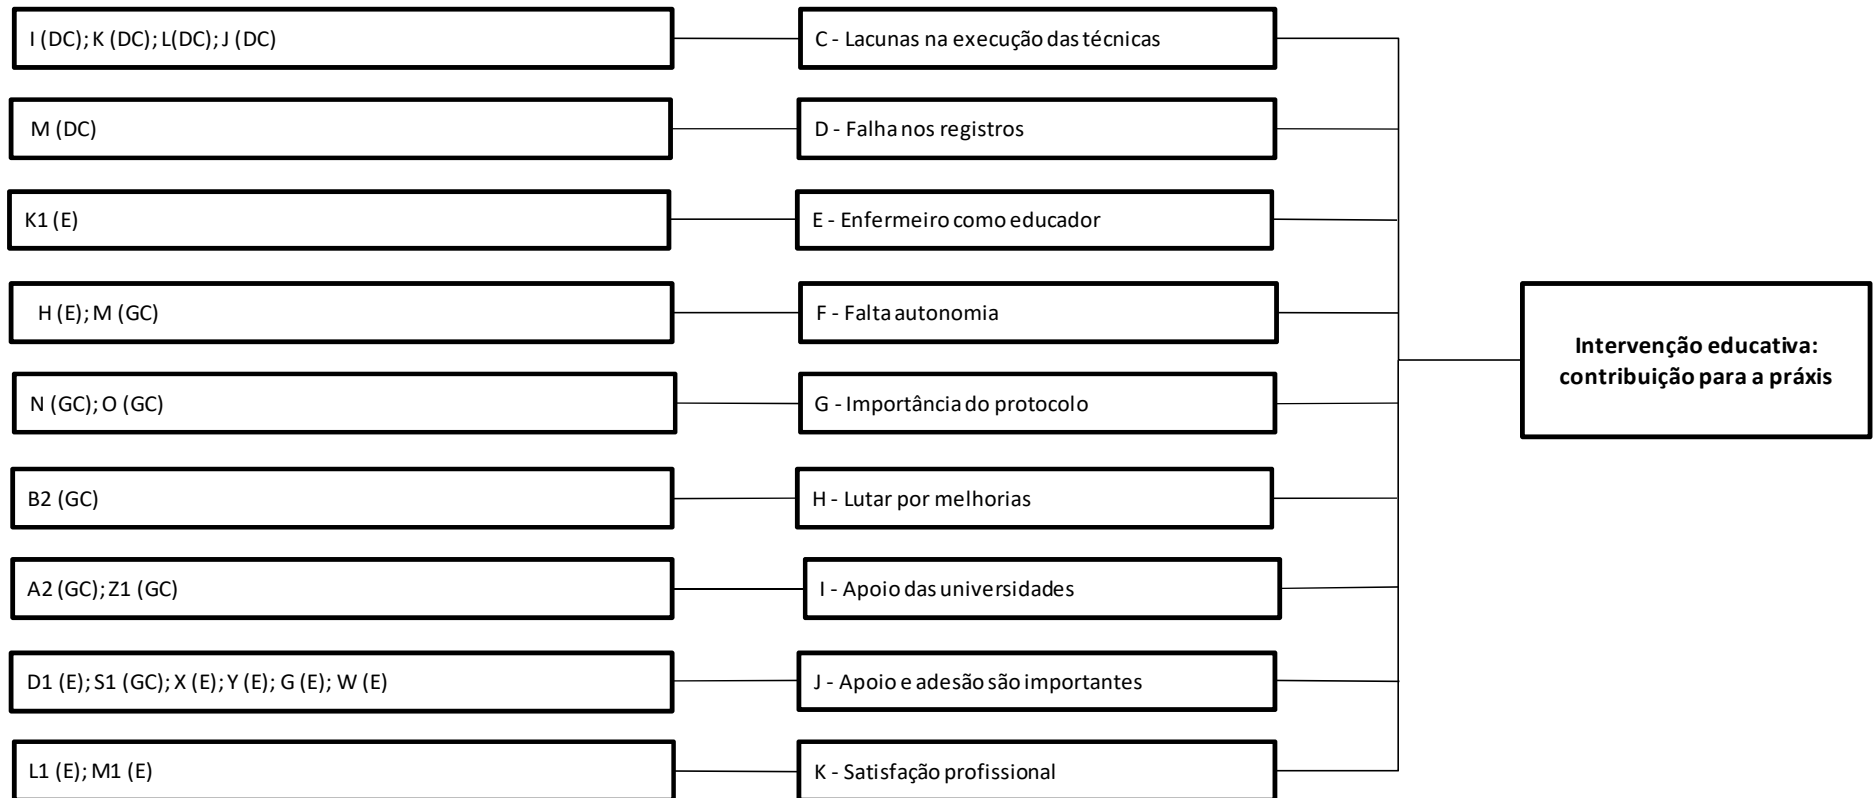 I (DC); K (DC); L(DC); J (DC)
C - Lacunas na execução das técnicas
M (DC)
D - Falha nos registros
K1 (E)
E - Enfermeiro como educador
H (E); M (GC)
F - Falta autonomia
N (GC); O (GC)
G - Importância do protocolo
B2 (GC)
H - Lutar por melhorias
A2 (GC); Z1 (GC)
I - Apoio das universidades
D1 (E); S1 (GC); X (E); Y (E); G (E); W (E)
J - Apoio e adesão são importantes
L1 (E); M1 (E)
K - Satisfação profissional
Intervenção educativa:
contribuição para a práxis